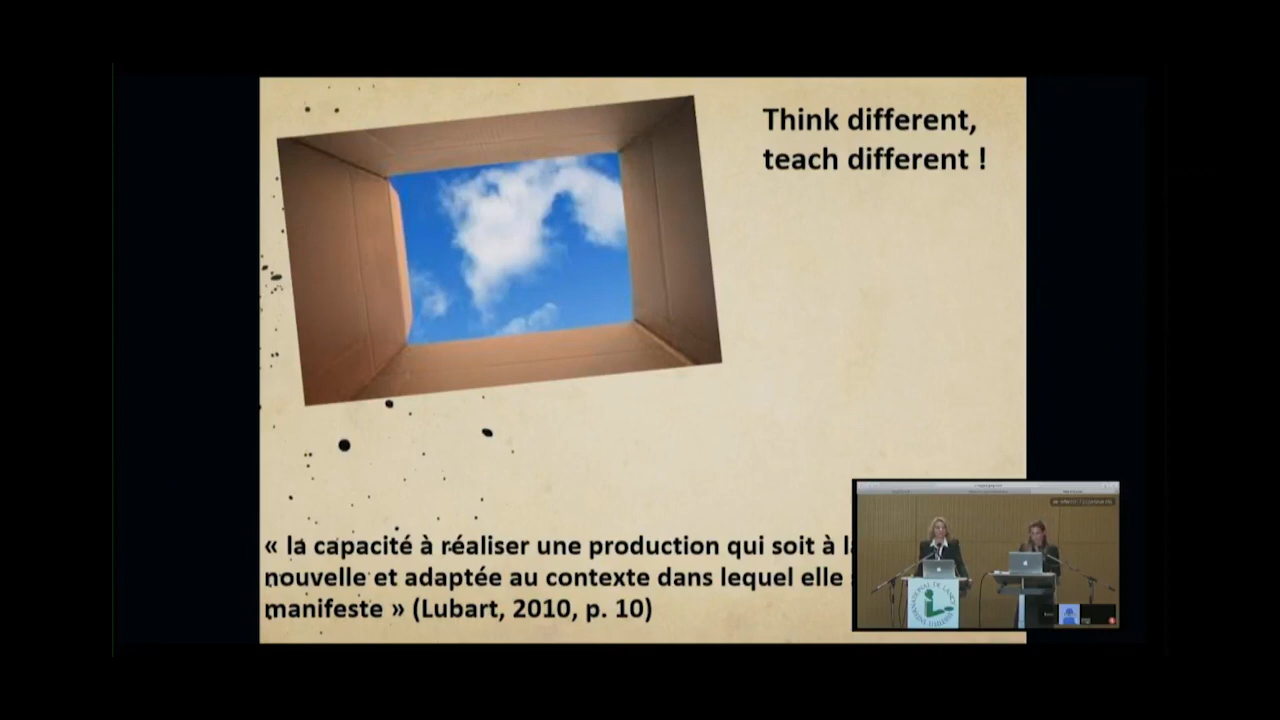 Think different,
teach different !
« la capacité à réaliser une production qui soit à
nouvelle et adaptée au contexte dans lequel elle
manifeste » (Lubart, 2010, p. 10)